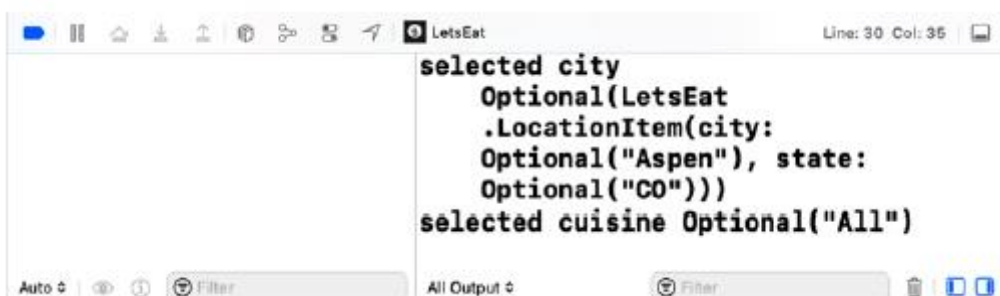 LetsEat
Line: 30 Col: 35
selected city
Optional(LetsEat
.LocationItem(city:
Optional("Aspen"), state:
Optional("CO")))
selected cuisine Optional("All")
Auto
Filter
All Output
Filter